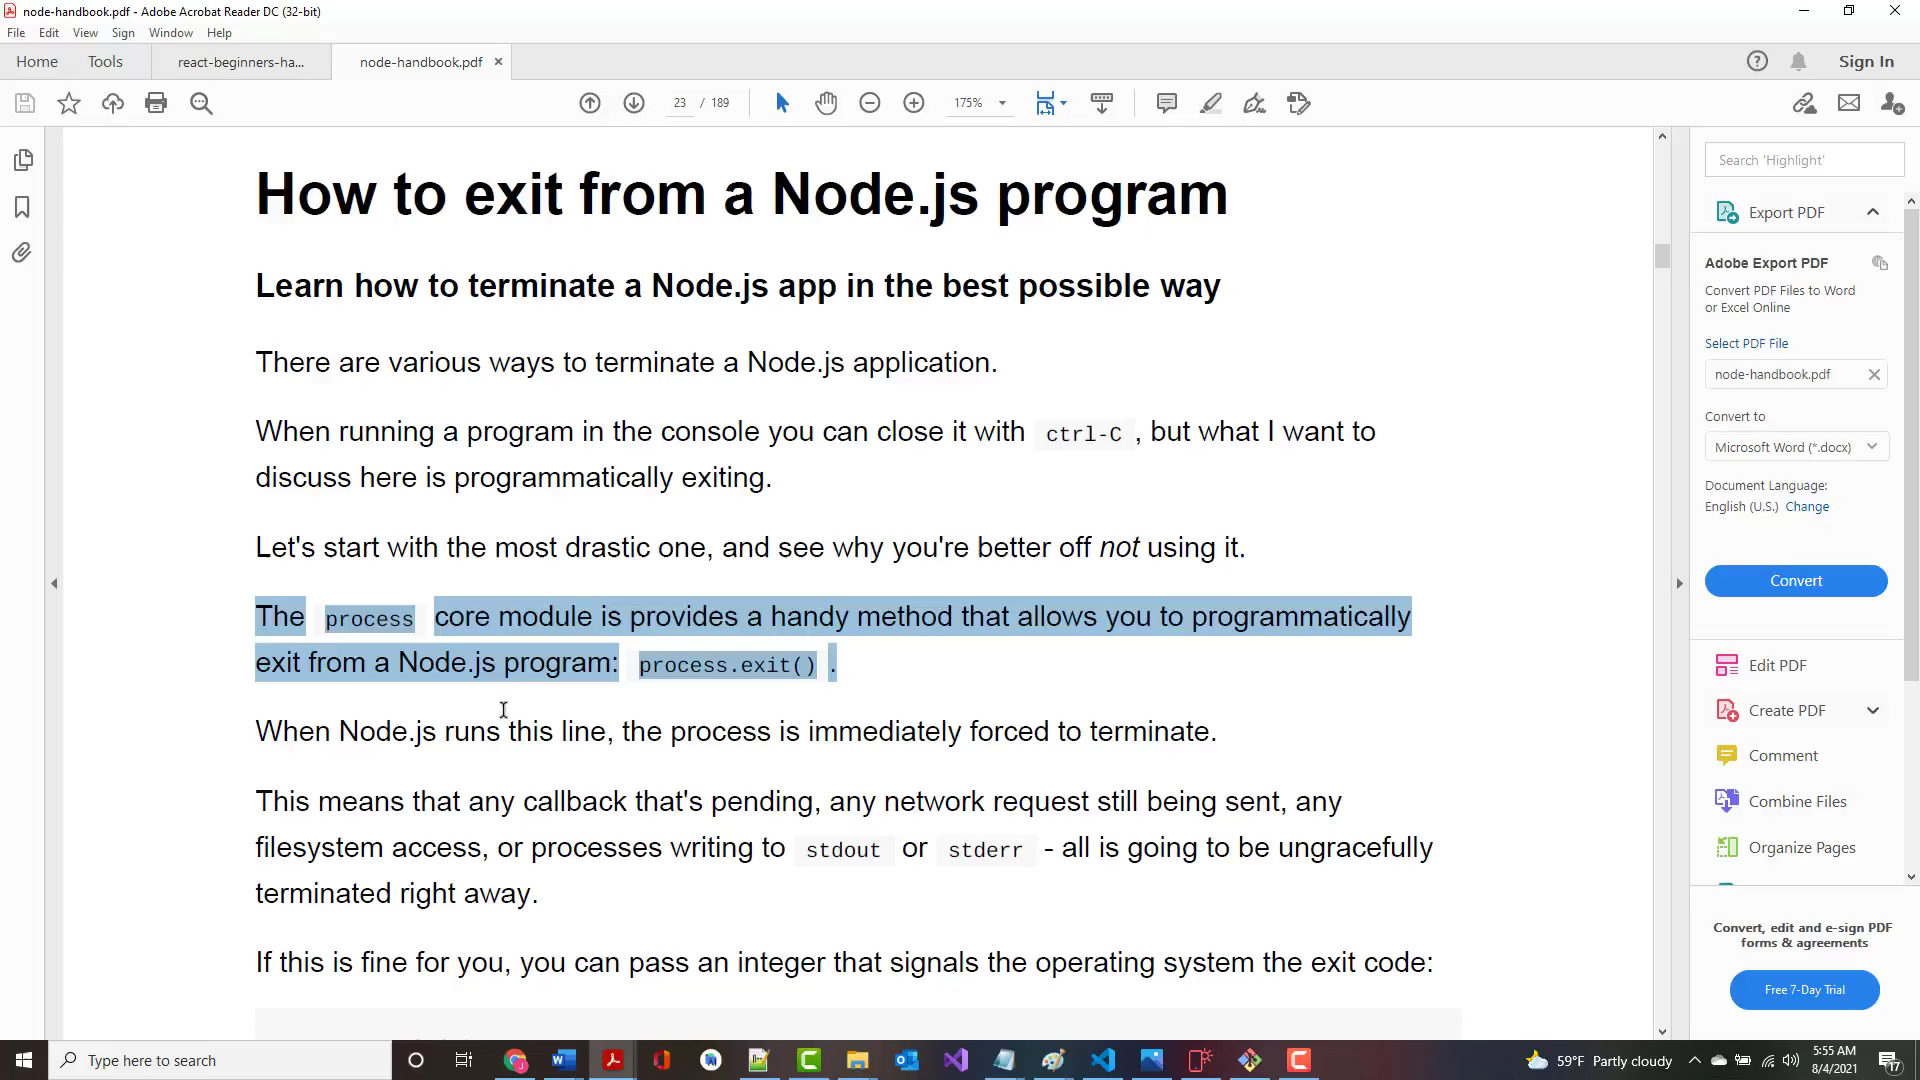 node-handbook.pdf - Adobe Acrobat Reader DC (32-bit)
File Edit View Sign Window Help
Home Tools react-beginners-ha... node-handbook.pdf × Sign In
23 / 189 175%
How to exit from a Node.js program
Learn how to terminate a Node.js app in the best possible way
There are various ways to terminate a Node.js application.
When running a program in the console you can close it with ctrl-C , but what I want to
discuss here is programmatically exiting.
Let's start with the most drastic one, and see why you're better off not using it.
The process core module is provides a handy method that allows you to programmatically
exit from a Node.js program: process.exit() .
When Node.js runs this line, the process is immediately forced to terminate.
This means that any callback that's pending, any network request still being sent, any
filesystem access, or processes writing to stdout or stderr - all is going to be ungracefully
terminated right away.
If this is fine for you, you can pass an integer that signals the operating system the exit code:
Search 'Highlight'
Export PDF
Adobe Export PDF
Convert PDF Files to Word
or Excel Online
Select PDF File
node-handbook.pdf
Convert to
Microsoft Word (*.docx)
Document Language:
English (U.S.) Change
Convert
Edit PDF
Create PDF
Comment
Combine Files
Organize Pages
Convert, edit and e-sign PDF
forms & agreements
Free 7-Day Trial
Type here to search
59°F Partly cloudy
5:55 AM
8/4/2021
17